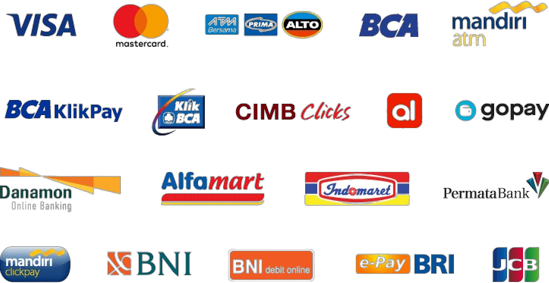 VISA
mastercard.
ATM
Bersama
PRIMA
ALTO
BCA
mandiri
atm
BCA KlikPay
Klik
BCA
CIMB Clicks
al
gopay
Danamon
Online Banking
Alfamart
Indomaret
PermataBank
mandiri
clickpay
BNI
BNI debit online
e-Pay BRI
JCB